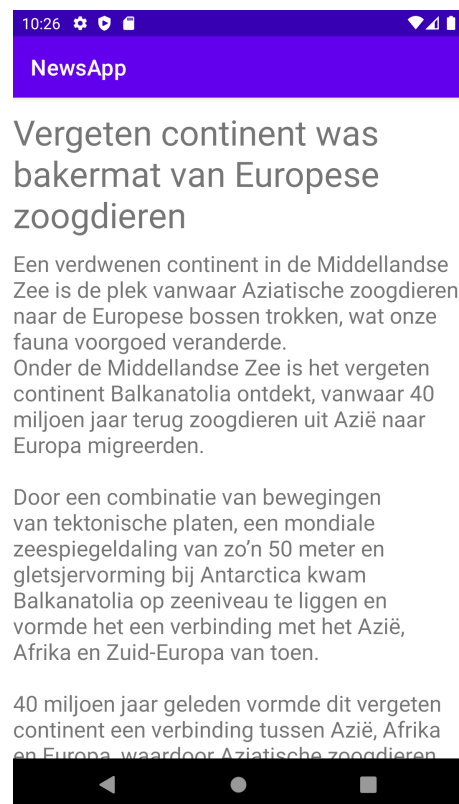 10:26
NewsApp
Vergeten continent was
bakermat van Europese
zoogdieren
Een verdwenen continent in de Middellandse
Zee is de plek vanwaar Aziatische zoogdieren
naar de Europese bossen trokken, wat onze
fauna voorgoed veranderde.
Onder de Middellandse Zee is het vergeten
continent Balkanatolia ontdekt, vanwaar 40
miljoen jaar terug zoogdieren uit Azië naar
Europa migreerden.
Door een combinatie van bewegingen
van tektonische platen, een mondiale
zeespiegeldaling van zo’n 50 meter en
gletsjervorming bij Antarctica kwam
Balkanatolia op zeeniveau te liggen en
vormde het een verbinding met het Azië,
Afrika en Zuid-Europa van toen.
40 miljoen jaar geleden vormde dit vergeten
continent een verbinding tussen Azië, Afrika
en Europa, waardoor Aziatische zoogdieren